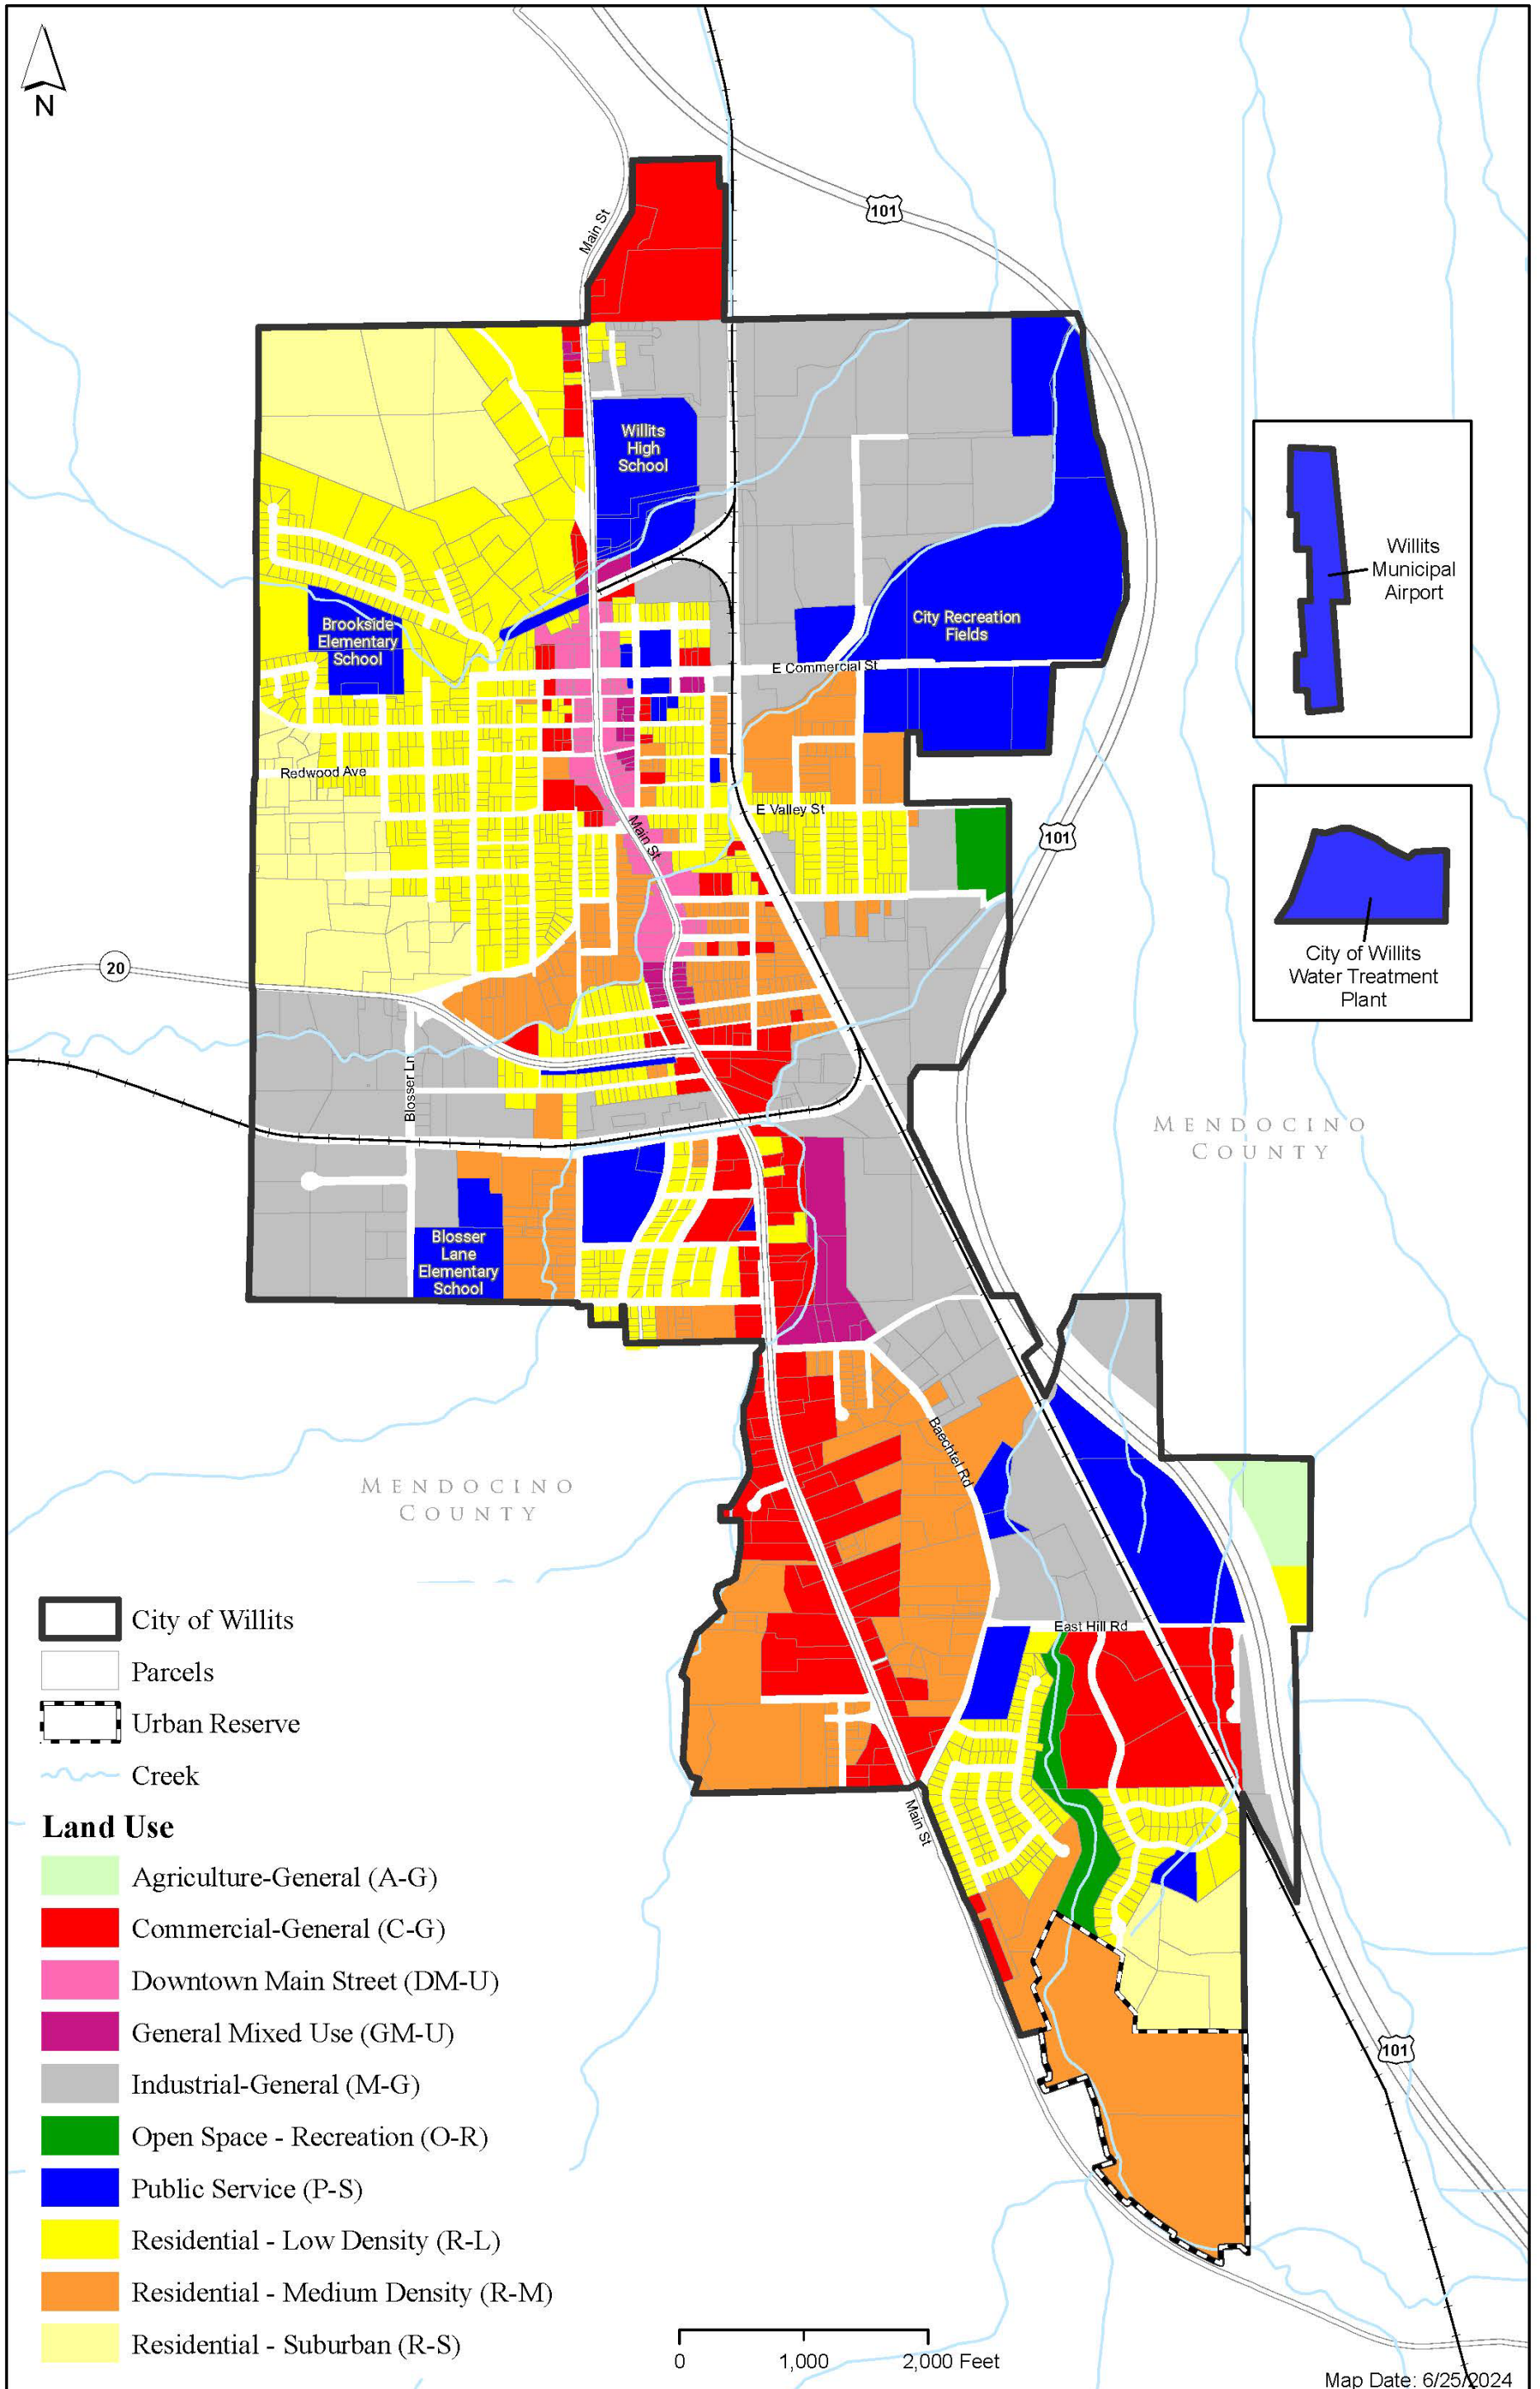 N
Main St
101
Willits
High
School
Willits
Municipal
Airport
Brookside
Elementary
School
City Recreation
Fields
E Commercial St
Redwood Ave
E Valley St
Main St
101
City of Willits
Water Treatment
Plant
20
Blosser Ln
MENDOCINO
COUNTY
Blosser
Lane
Elementary
School
Baechtel Rd
MENDOCINO
COUNTY
East Hill Rd
Main St
101
City of Willits
Parcels
Urban Reserve
Creek
Land Use
Agriculture-General (A-G)
Commercial-General (C-G)
Downtown Main Street (DM-U)
General Mixed Use (GM-U)
Industrial-General (M-G)
Open Space - Recreation (O-R)
Public Service (P-S)
Residential - Low Density (R-L)
Residential - Medium Density (R-M)
Residential - Suburban (R-S)
0 1,000 2,000 Feet
Map Date: 6/25/2024